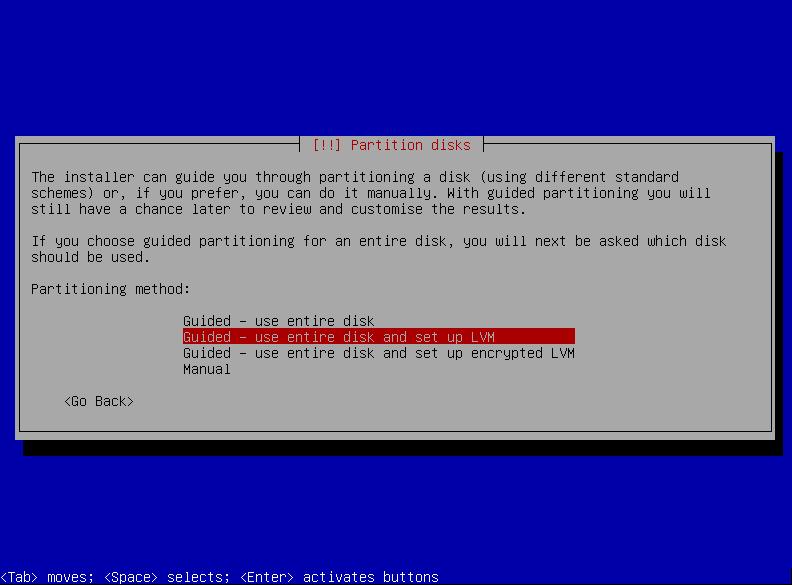 [!!] Partition disks
The installer can guide you through partitioning a disk (using different standard
schemes) or, if you prefer, you can do it manually. With guided partitioning you will
still have a chance later to review and customise the results.
If you choose guided partitioning for an entire disk, you will next be asked which disk
should be used.
Partitioning method:
Guided - use entire disk
Guided - use entire disk and set up LVM
Guided - use entire disk and set up encrypted LVM
Manual
<Go Back>
<Tab> moves; <Space> selects; <Enter> activates buttons